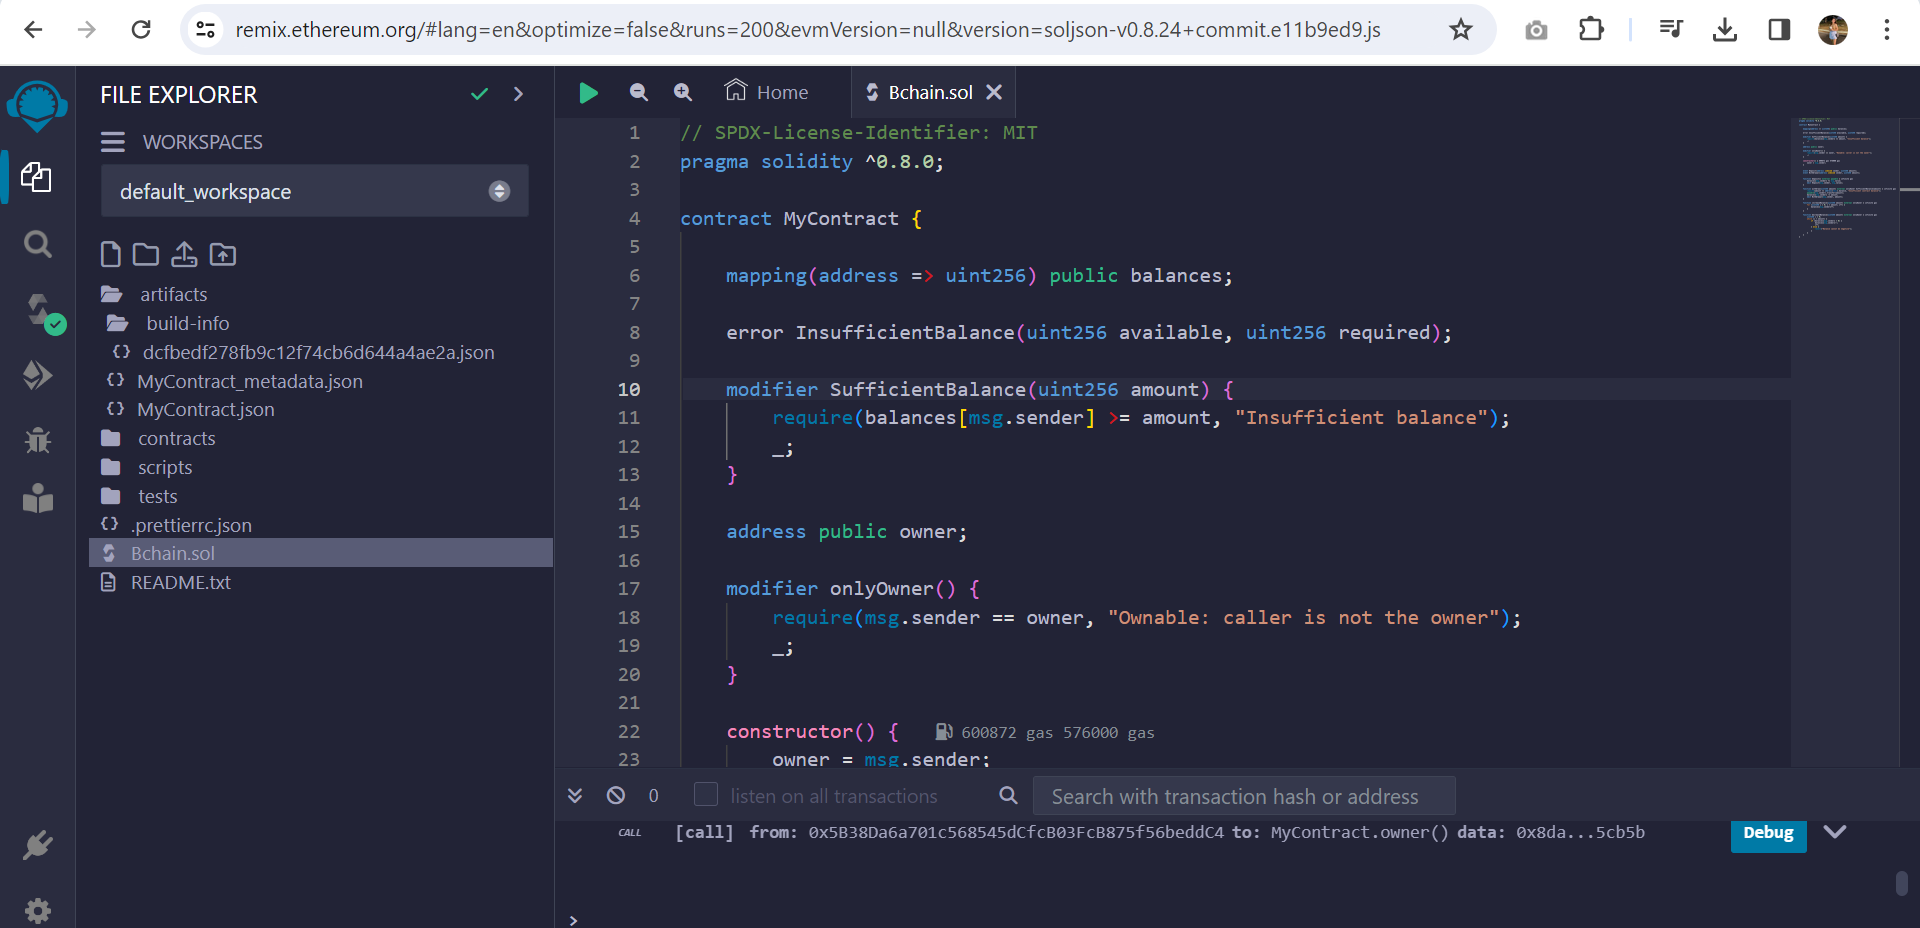 remix.ethereum.org/#lang=en&optimize=false&runs=200&evmVersion=null&version=soljson-v0.8.24+commit.e11b9ed9.js
FILE EXPLORER
WORKSPACES
default_workspace
artifacts
build-info
dcfbedf278fb9c12f74cb6d644a4ae2a.json
MyContract_metadata.json
MyContract.json
contracts
scripts
tests
.prettierrc.json
Bchain.sol
README.txt
Home
Bchain.sol
1 // SPDX-License-Identifier: MIT
2 pragma solidity ^0.8.0;
3
4 contract MyContract {
5
6 mapping(address => uint256) public balances;
7
8 error InsufficientBalance(uint256 available, uint256 required);
9
10 modifier SufficientBalance(uint256 amount) {
11 require(balances[msg.sender] >= amount, "Insufficient balance");
12 _;
13 }
14
15 address public owner;
16
17 modifier onlyOwner() {
18 require(msg.sender == owner, "Ownable: caller is not the owner");
19 _;
20 }
21
22 constructor() { 600872 gas 576000 gas
23 owner = msg.sender;
0
listen on all transactions
Search with transaction hash or address
CALL [call] from: 0x5B38Da6a701c568545dCfcB03FcB875f56beddC4 to: MyContract.owner() data: 0x8da...5cb5b
Debug
>